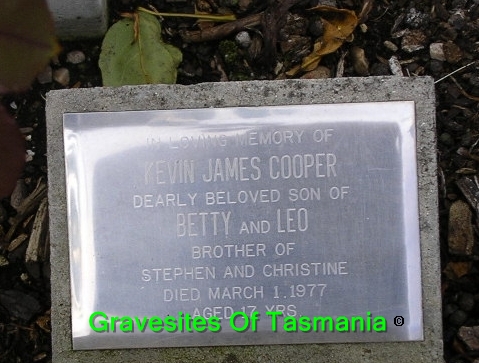 IN LOVING MEMORY OF
KEVIN JAMES COOPER
DEARLY BELOVED SON OF
BETTY AND LEO
BROTHER OF
STEPHEN AND CHRISTINE
DIED MARCH 1. 1977
AGED 17 YRS.
Gravesites Of Tasmania ©